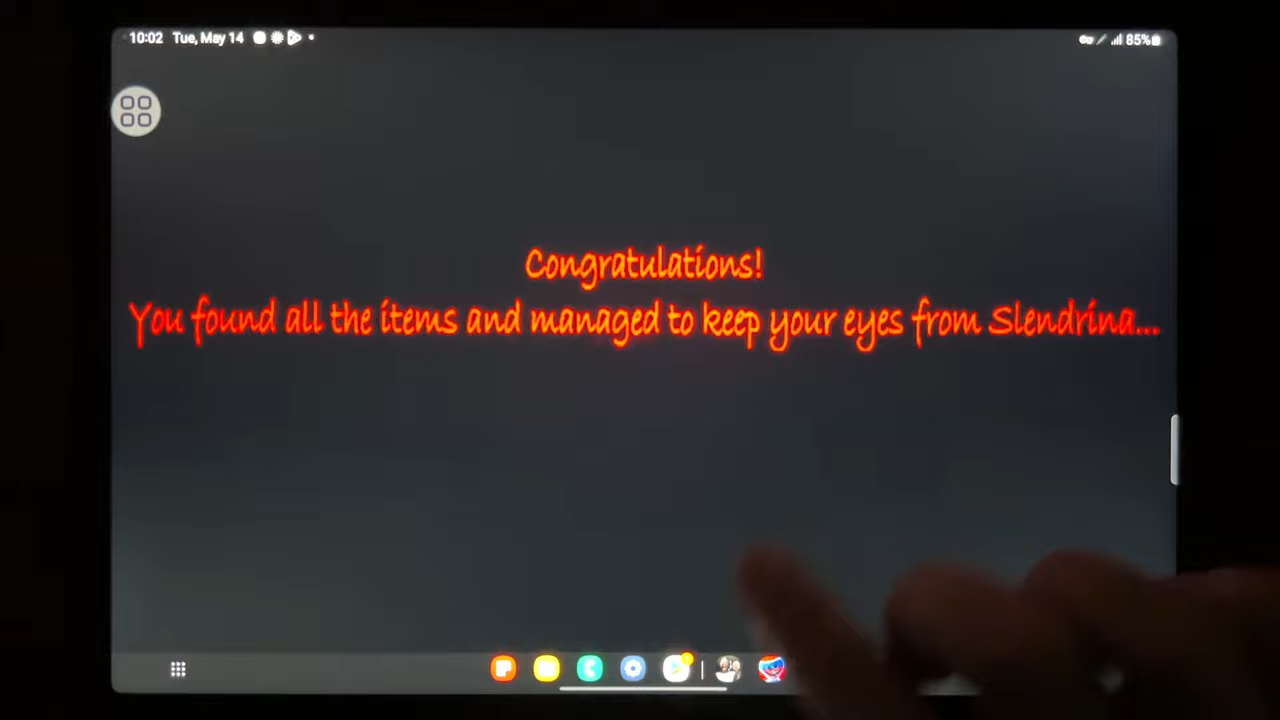 10:02 Tue, May 14
85%
Congratulations!
You found all the items and managed to keep your eyes from Slendrina...